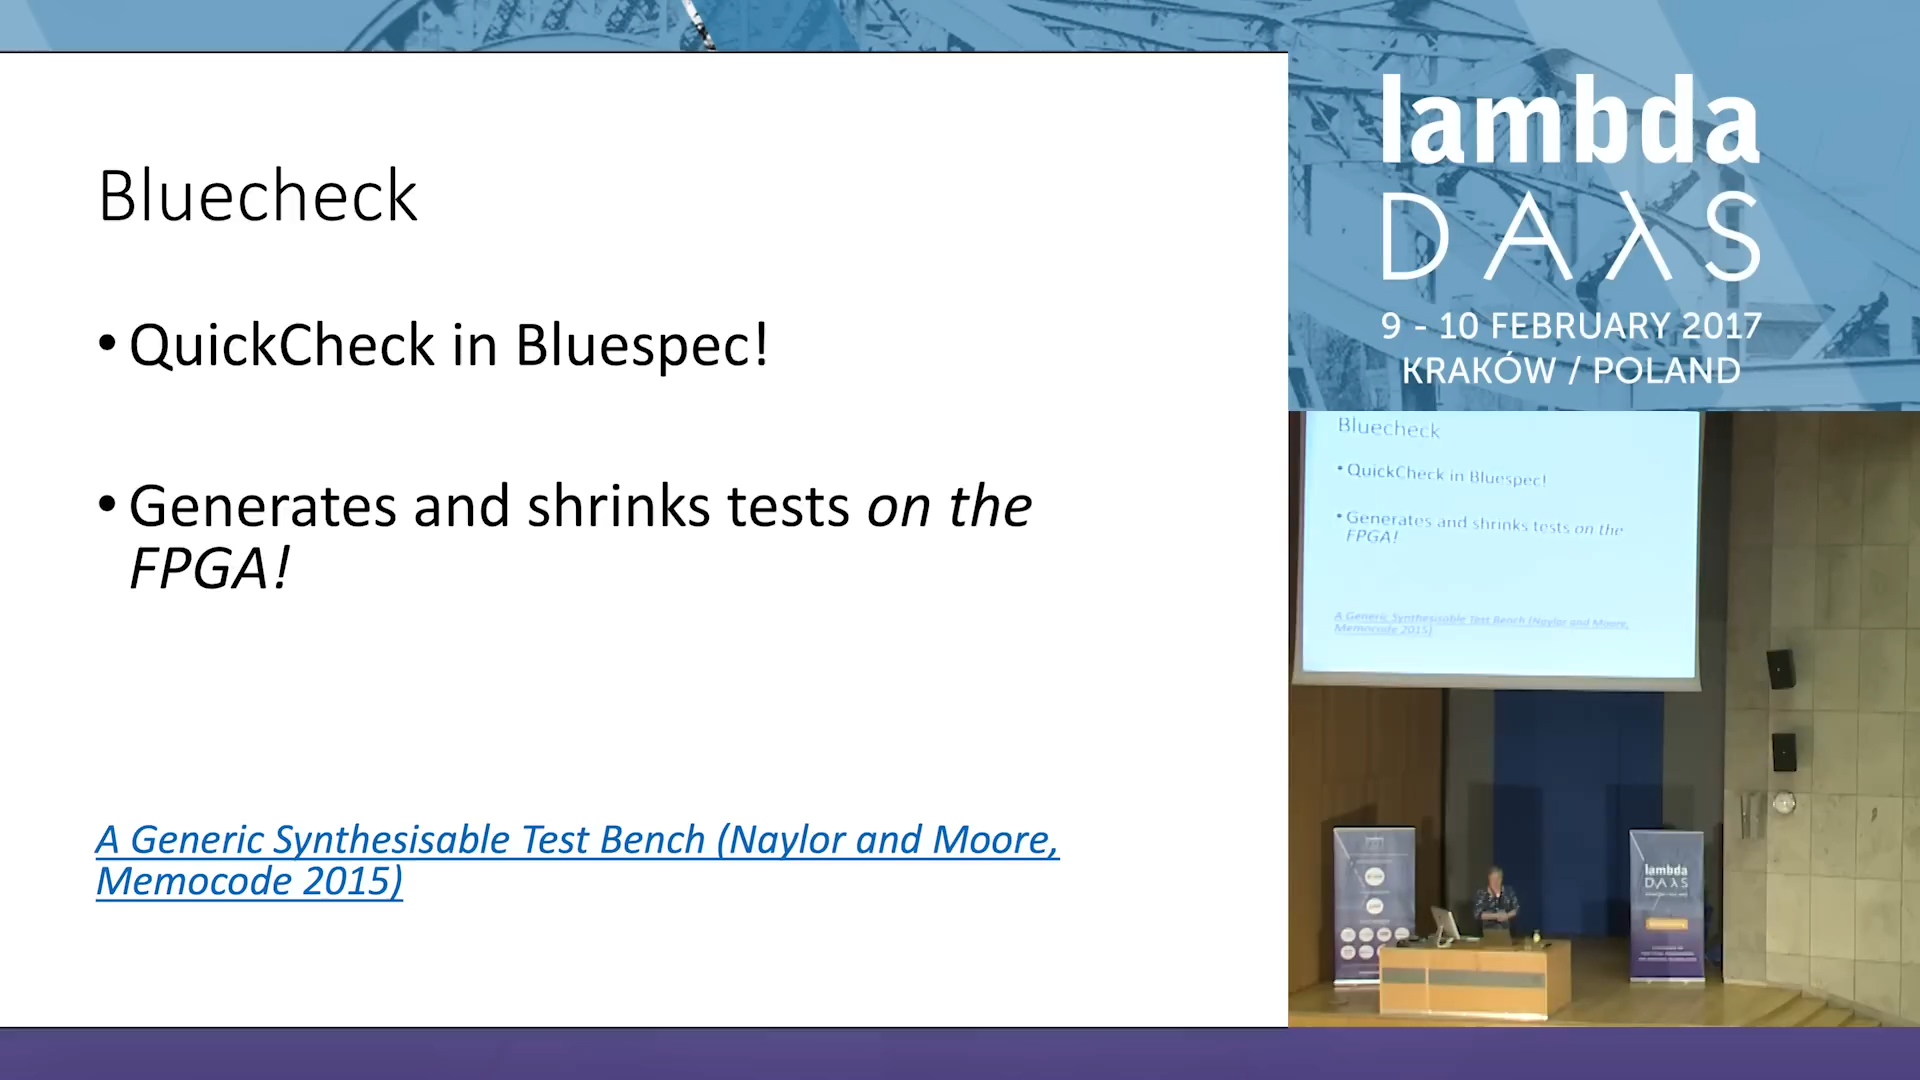 Bluecheck
• QuickCheck in Bluespec!
• Generates and shrinks tests on the
FPGA!
A Generic Synthesisable Test Bench (Naylor and Moore,
Memocode 2015)
lambda
DAλS
9 - 10 FEBRUARY 2017
KRAKÓW / POLAND
Bluecheck
• QuickCheck in Bluespec!
• Generates and shrinks tests on the
FPGA!
A Generic Synthesisable Test Bench (Naylor and Moore,
Memocode 2015)
lambda
DAλS